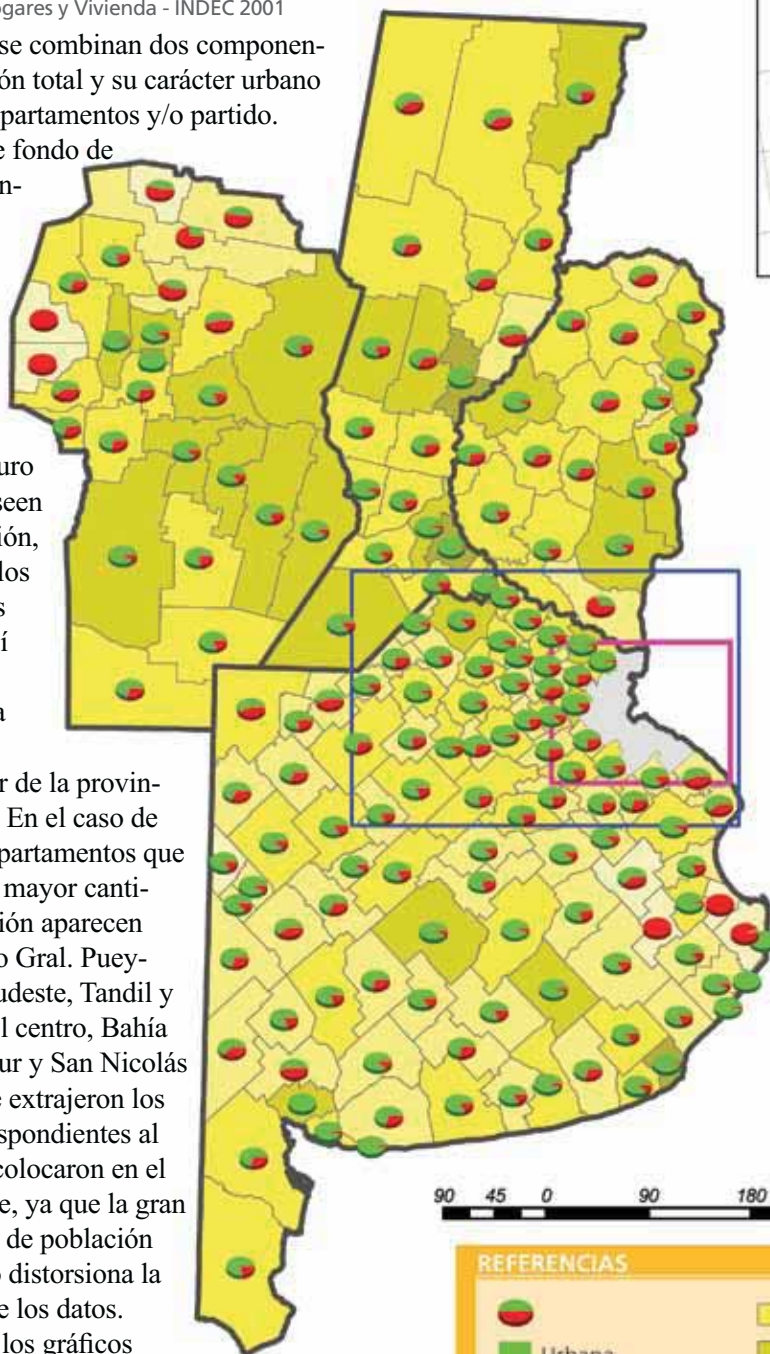 ogares y Vivienda - INDEC 2001
se combinan dos componen-
ón total y su carácter urbano
partamentos y/o partido.
e fondo de
n-
uro
seen
ión,
los
s
í
a
r de la provin-
En el caso de
partamentos que
mayor canti-
ión aparecen
o Gral. Puey-
udeste, Tandil y
l centro, Bahía
ur y San Nicolás
e extrajeron los
spondientes al
colocaron en el
e, ya que la gran
de población
o distorsiona la
e los datos.
los gráficos
90 45 0 90 180
REFERENCIAS
Urbana